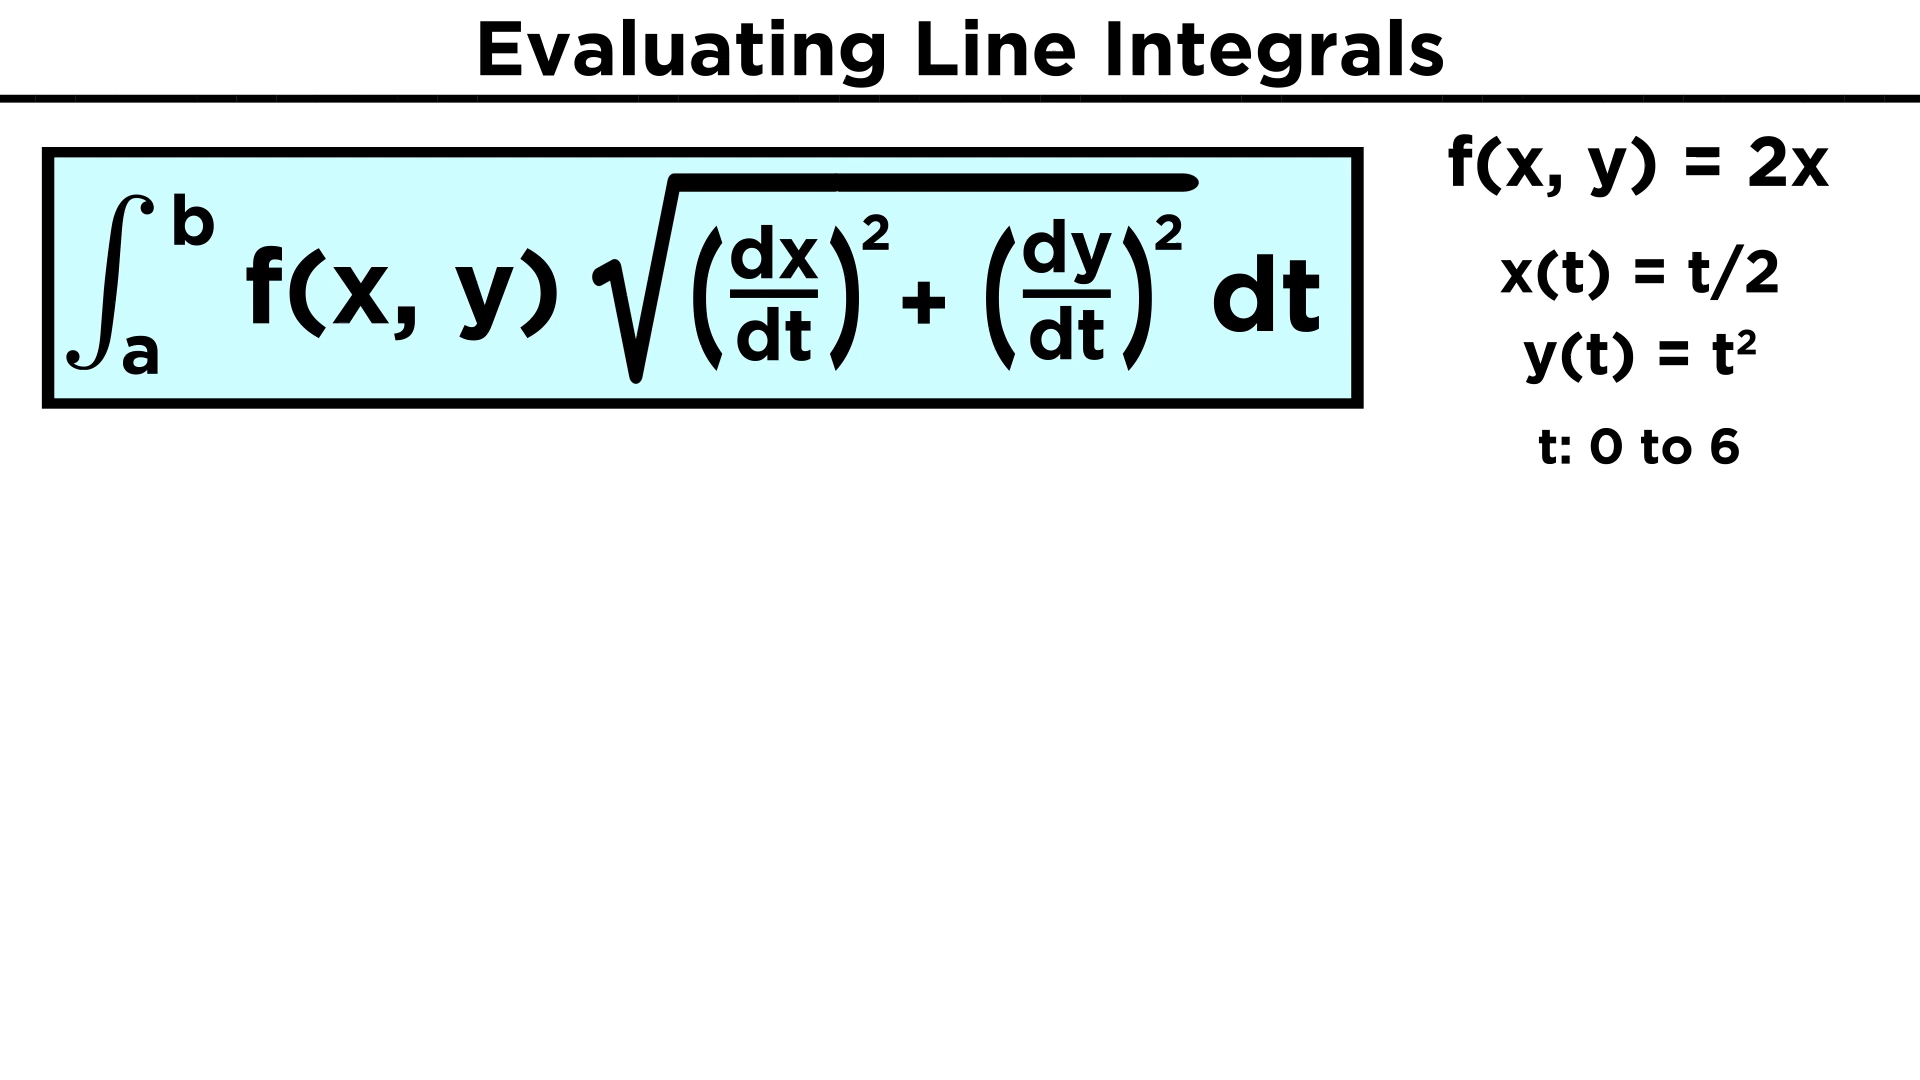 Evaluating Line Integrals
∫ₐᵇ f(x, y) √((dx/dt)² + (dy/dt)²) dt
f(x, y) = 2x
x(t) = t/2
y(t) = t²
t: 0 to 6